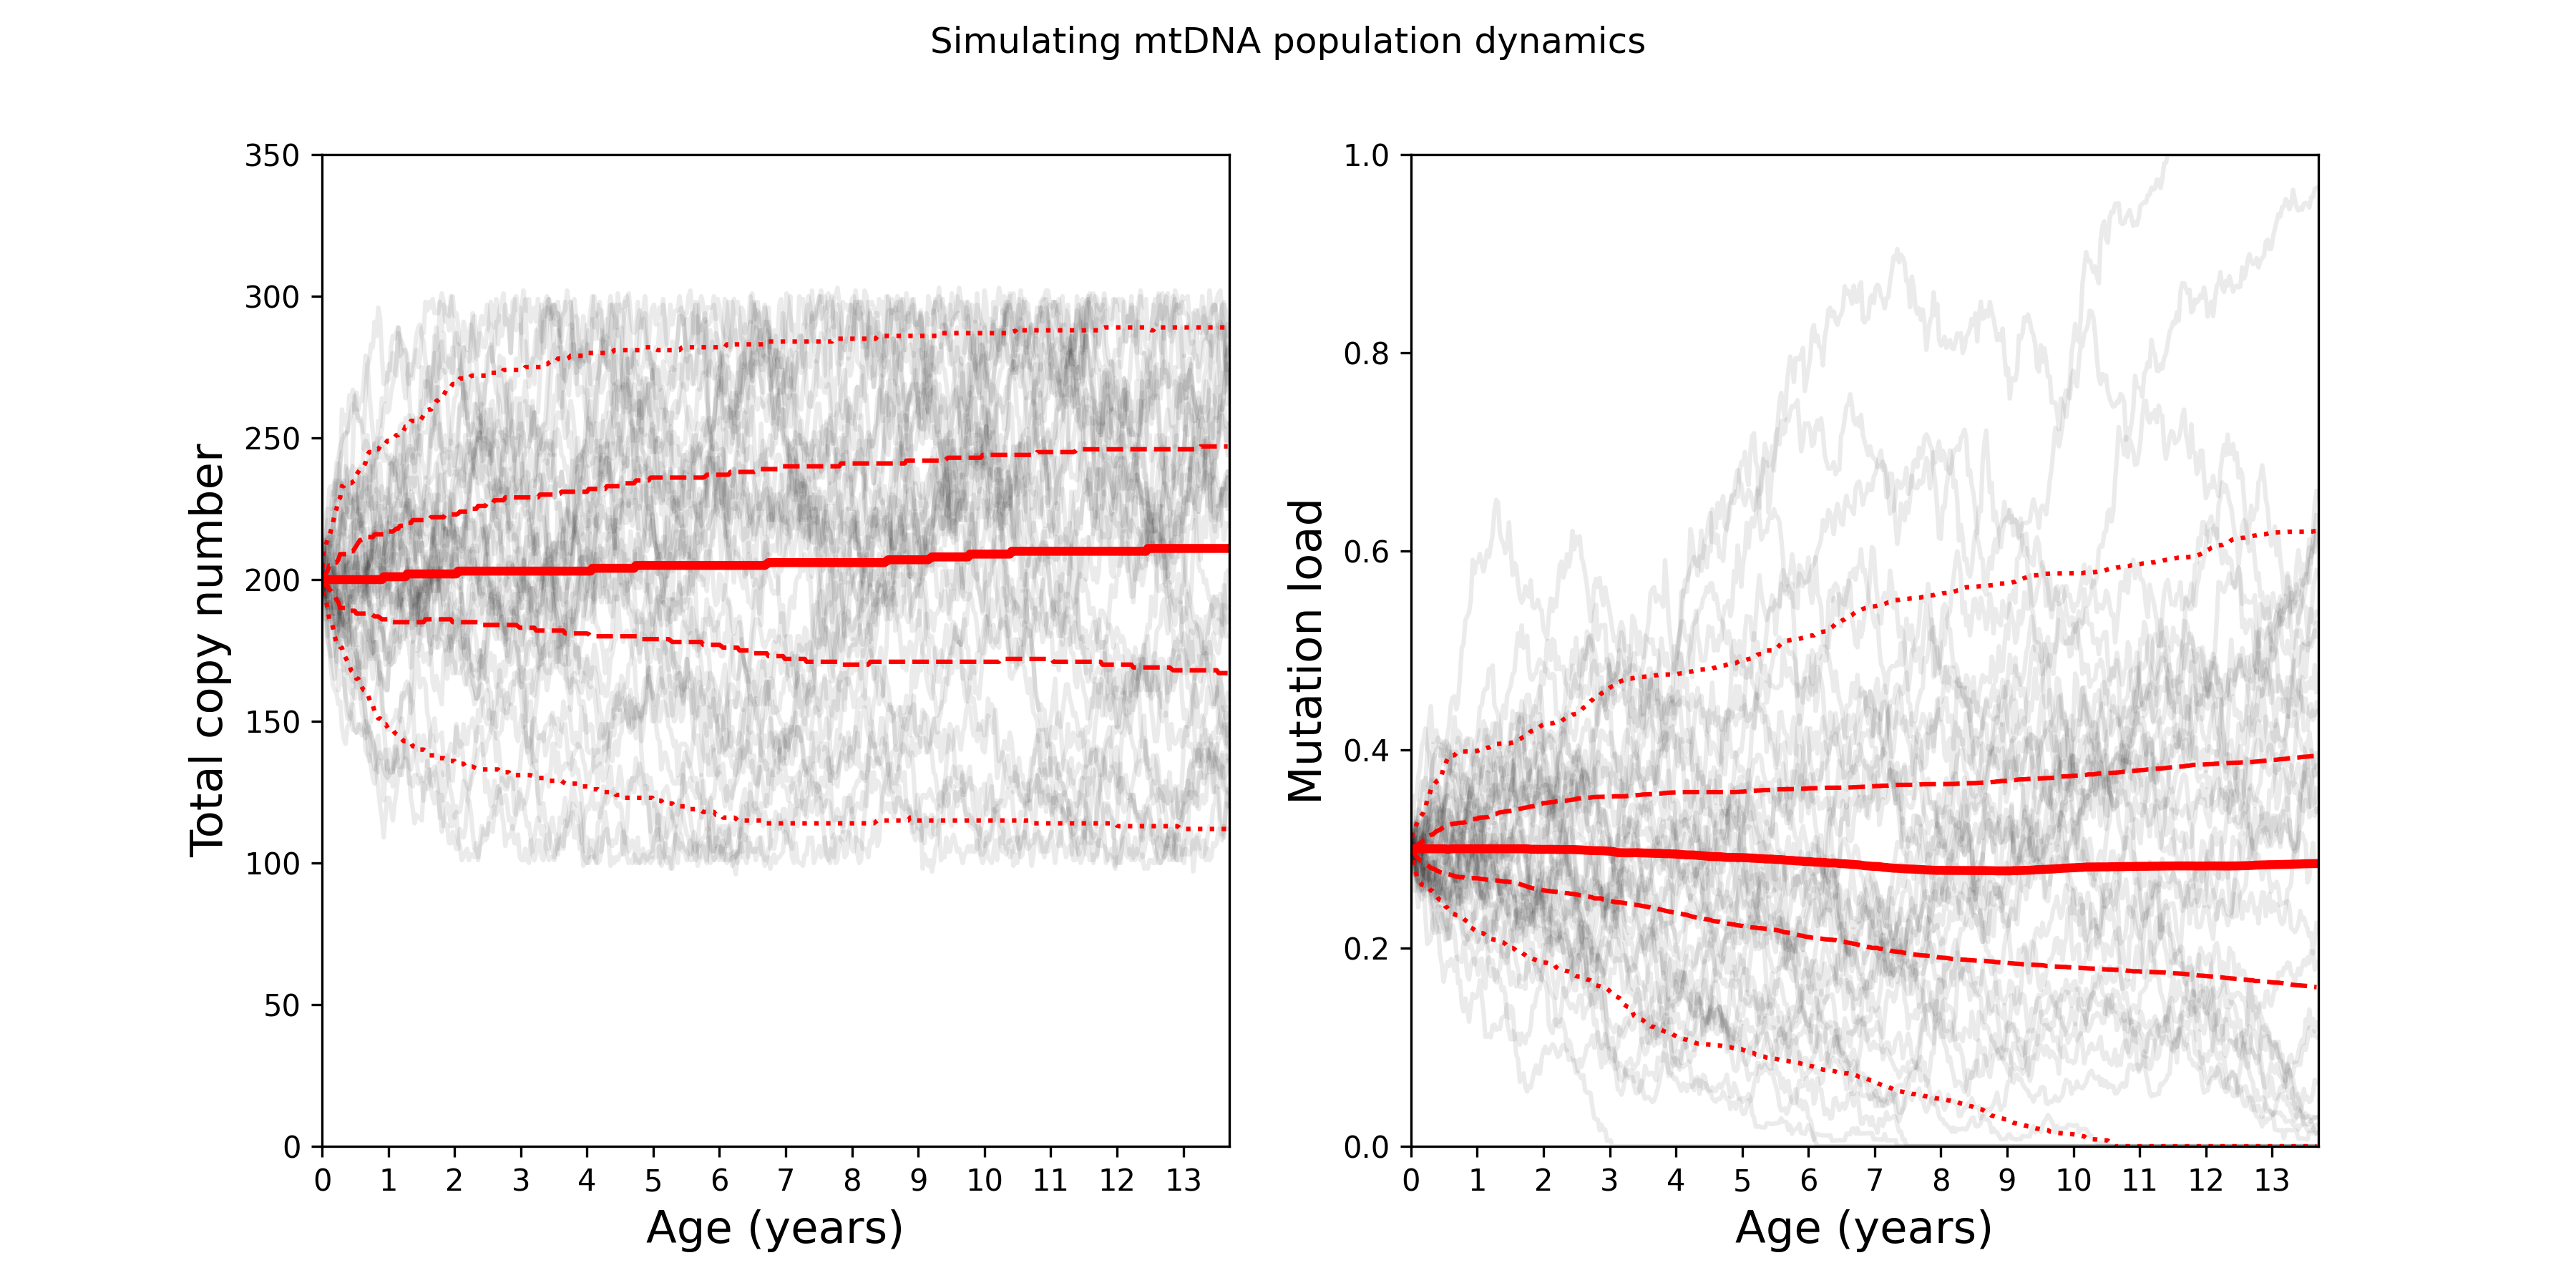 Simulating mtDNA population dynamics
350
300
250
200
150
100
50
0
Total copy number
0 1 2 3 4 5 6 7 8 9 10 11 12 13
Age (years)
1.0
0.8
0.6
0.4
0.2
0.0
Mutation load
0 1 2 3 4 5 6 7 8 9 10 11 12 13
Age (years)